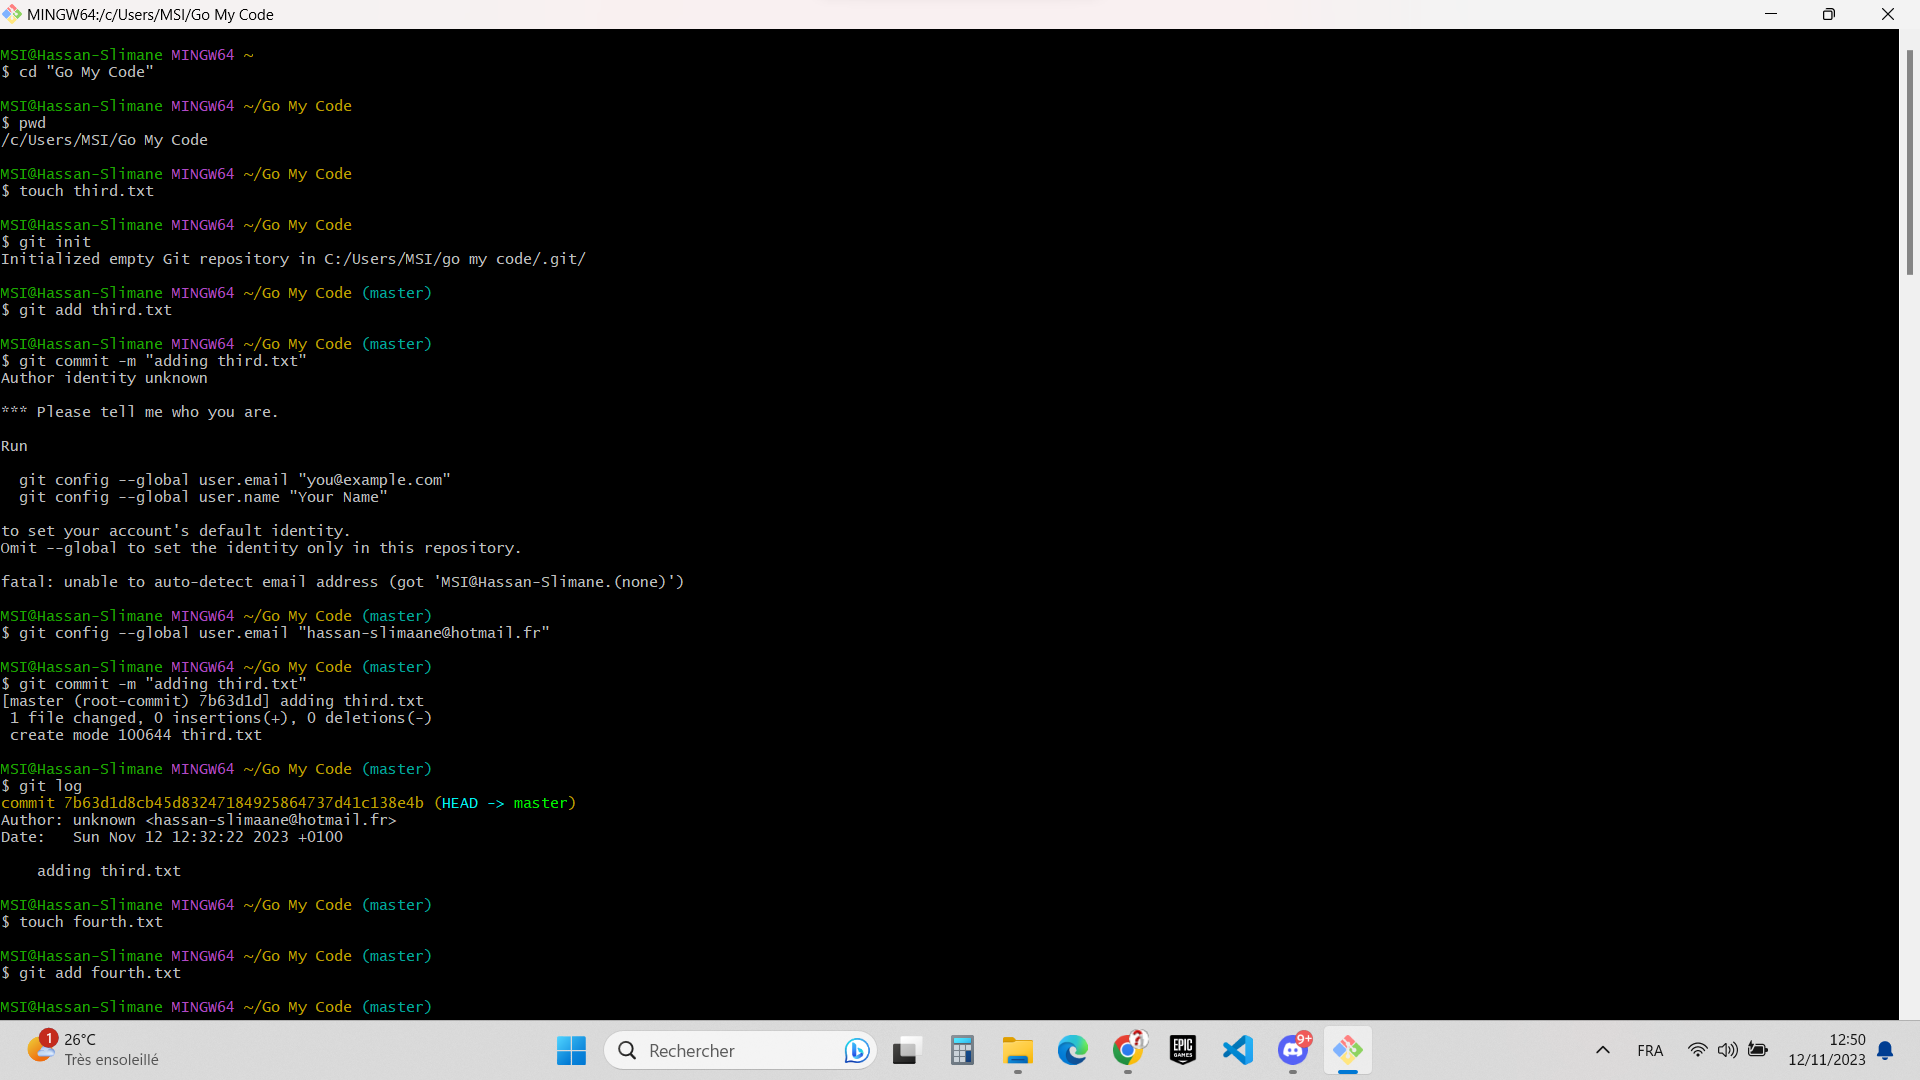 MINGW64:/c/Users/MSI/Go My Code
MSI@Hassan-Slimane MINGW64 ~
$ cd "Go My Code"
MSI@Hassan-Slimane MINGW64 ~/Go My Code
$ pwd
/c/Users/MSI/Go My Code
MSI@Hassan-Slimane MINGW64 ~/Go My Code
$ touch third.txt
MSI@Hassan-Slimane MINGW64 ~/Go My Code
$ git init
Initialized empty Git repository in C:/Users/MSI/go my code/.git/
MSI@Hassan-Slimane MINGW64 ~/Go My Code (master)
$ git add third.txt
MSI@Hassan-Slimane MINGW64 ~/Go My Code (master)
$ git commit -m "adding third.txt"
Author identity unknown
*** Please tell me who you are.
Run
  git config --global user.email "you@example.com"
  git config --global user.name "Your Name"
to set your account's default identity.
Omit --global to set the identity only in this repository.
fatal: unable to auto-detect email address (got 'MSI@Hassan-Slimane.(none)')
MSI@Hassan-Slimane MINGW64 ~/Go My Code (master)
$ git config --global user.email "hassan-slimaane@hotmail.fr"
MSI@Hassan-Slimane MINGW64 ~/Go My Code (master)
$ git commit -m "adding third.txt"
[master (root-commit) 7b63d1d] adding third.txt
 1 file changed, 0 insertions(+), 0 deletions(-)
 create mode 100644 third.txt
MSI@Hassan-Slimane MINGW64 ~/Go My Code (master)
$ git log
commit 7b63d1d8cb45d83247184925864737d41c138e4b (HEAD -> master)
Author: unknown <hassan-slimaane@hotmail.fr>
Date:   Sun Nov 12 12:32:22 2023 +0100
    adding third.txt
MSI@Hassan-Slimane MINGW64 ~/Go My Code (master)
$ touch fourth.txt
MSI@Hassan-Slimane MINGW64 ~/Go My Code (master)
$ git add fourth.txt
MSI@Hassan-Slimane MINGW64 ~/Go My Code (master)
1
26°C
Très ensoleillé
Rechercher
EPIC
GAMES
9+
FRA
12:50
12/11/2023